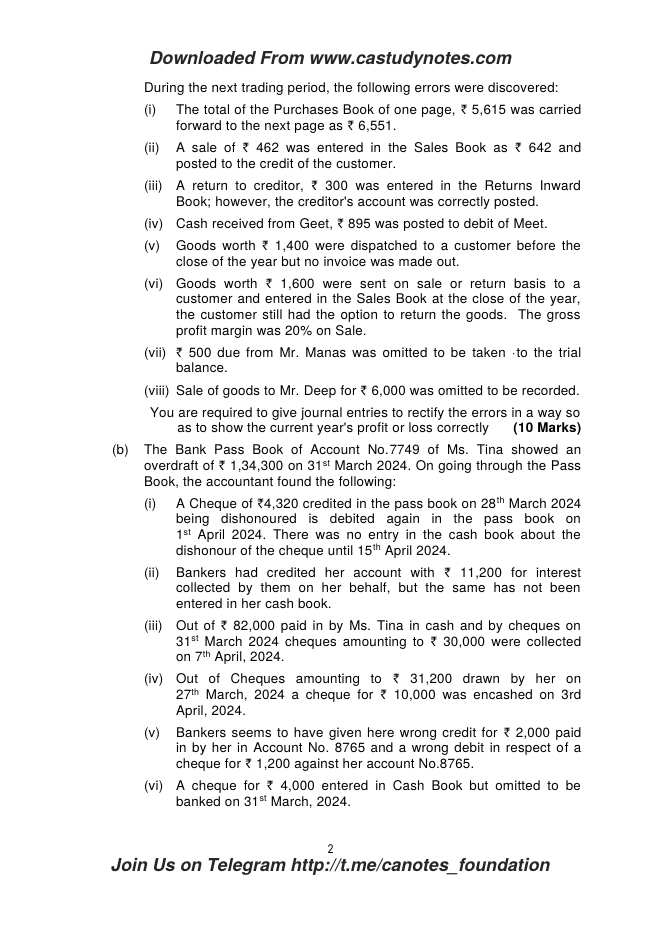 Downloaded From www.castudynotes.com
During the next trading period, the following errors were discovered:
(i) The total of the Purchases Book of one page, ₹ 5,615 was carried
forward to the next page as ₹ 6,551.
(ii) A sale of ₹ 462 was entered in the Sales Book as ₹ 642 and
posted to the credit of the customer.
(iii) A return to creditor, ₹ 300 was entered in the Returns Inward
Book; however, the creditor's account was correctly posted.
(iv) Cash received from Geet, ₹ 895 was posted to debit of Meet.
(v) Goods worth ₹ 1,400 were dispatched to a customer before the
close of the year but no invoice was made out.
(vi) Goods worth ₹ 1,600 were sent on sale or return basis to a
customer and entered in the Sales Book at the close of the year,
the customer still had the option to return the goods. The gross
profit margin was 20% on Sale.
(vii) ₹ 500 due from Mr. Manas was omitted to be taken ·to the trial
balance.
(viii) Sale of goods to Mr. Deep for ₹ 6,000 was omitted to be recorded.
You are required to give journal entries to rectify the errors in a way so
as to show the current year's profit or loss correctly (10 Marks)
(b) The Bank Pass Book of Account No.7749 of Ms. Tina showed an
overdraft of ₹ 1,34,300 on 31st March 2024. On going through the Pass
Book, the accountant found the following:
(i) A Cheque of ₹4,320 credited in the pass book on 28th March 2024
being dishonoured is debited again in the pass book on
1st April 2024. There was no entry in the cash book about the
dishonour of the cheque until 15th April 2024.
(ii) Bankers had credited her account with ₹ 11,200 for interest
collected by them on her behalf, but the same has not been
entered in her cash book.
(iii) Out of ₹ 82,000 paid in by Ms. Tina in cash and by cheques on
31st March 2024 cheques amounting to ₹ 30,000 were collected
on 7th April, 2024.
(iv) Out of Cheques amounting to ₹ 31,200 drawn by her on
27th March, 2024 a cheque for ₹ 10,000 was encashed on 3rd
April, 2024.
(v) Bankers seems to have given here wrong credit for ₹ 2,000 paid
in by her in Account No. 8765 and a wrong debit in respect of a
cheque for ₹ 1,200 against her account No.8765.
(vi) A cheque for ₹ 4,000 entered in Cash Book but omitted to be
banked on 31st March, 2024.
2
Join Us on Telegram http://t.me/canotes_foundation